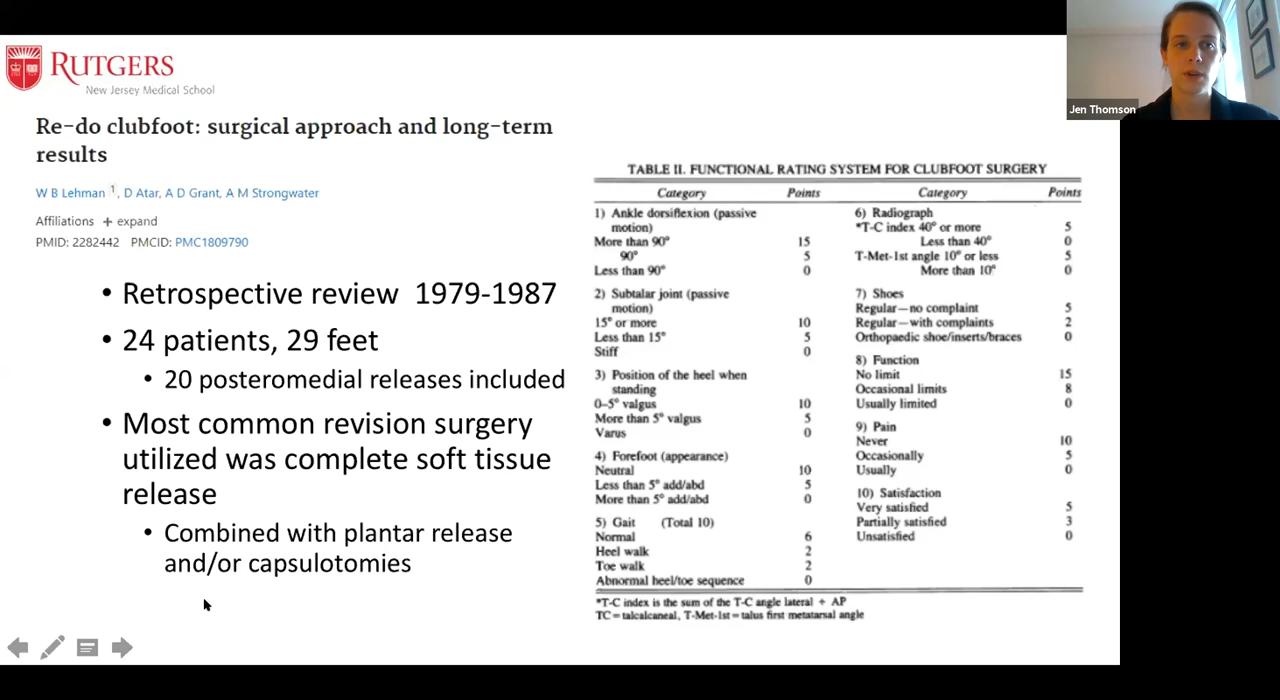 RUTGERS
New Jersey Medical School
Re-do clubfoot: surgical approach and long-term
results
W B Lehman 1, D Atar, A D Grant, A M Strongwater
Affiliations + expand
PMID: 2282442 PMCID: PMC1809790
• Retrospective review 1979-1987
• 24 patients, 29 feet
• 20 posteromedial releases included
• Most common revision surgery
utilized was complete soft tissue
release
• Combined with plantar release
and/or capsulotomies
TABLE II. FUNCTIONAL RATING SYSTEM FOR CLUBFOOT SURGERY
Category Points Category Points
1) Ankle dorsiflexion (passive
motion)
More than 90° 15
90° 5
Less than 90° 0
2) Subtalar joint (passive
motion)
15° or more 10
Less than 15° 5
Stiff 0
3) Position of the heel when
standing
0–5° valgus 10
More than 5° valgus 5
Varus 0
4) Forefoot (appearance)
Neutral 10
Less than 5° add/abd 5
More than 5° add/abd 0
5) Gait (Total 10)
Normal 6
Heel walk 2
Toe walk 2
Abnormal heel/toe sequence 0
6) Radiograph
*T-C index 40° or more 5
Less than 40° 0
T-Met-1st angle 10° or less 5
More than 10° 0
7) Shoes
Regular—no complaint 5
Regular—with complaints 2
Orthopaedic shoe/inserts/braces 0
8) Function
No limit 15
Occasional limits 8
Usually limited 0
9) Pain
Never 10
Occasionally 5
Usually 0
10) Satisfaction
Very satisfied 5
Partially satisfied 3
Unsatisfied 0
*T-C index is the sum of the T-C angle lateral + AP
TC=talcalcaneal, T-Met-1st=talus first metatarsal angle
Jen Thomson